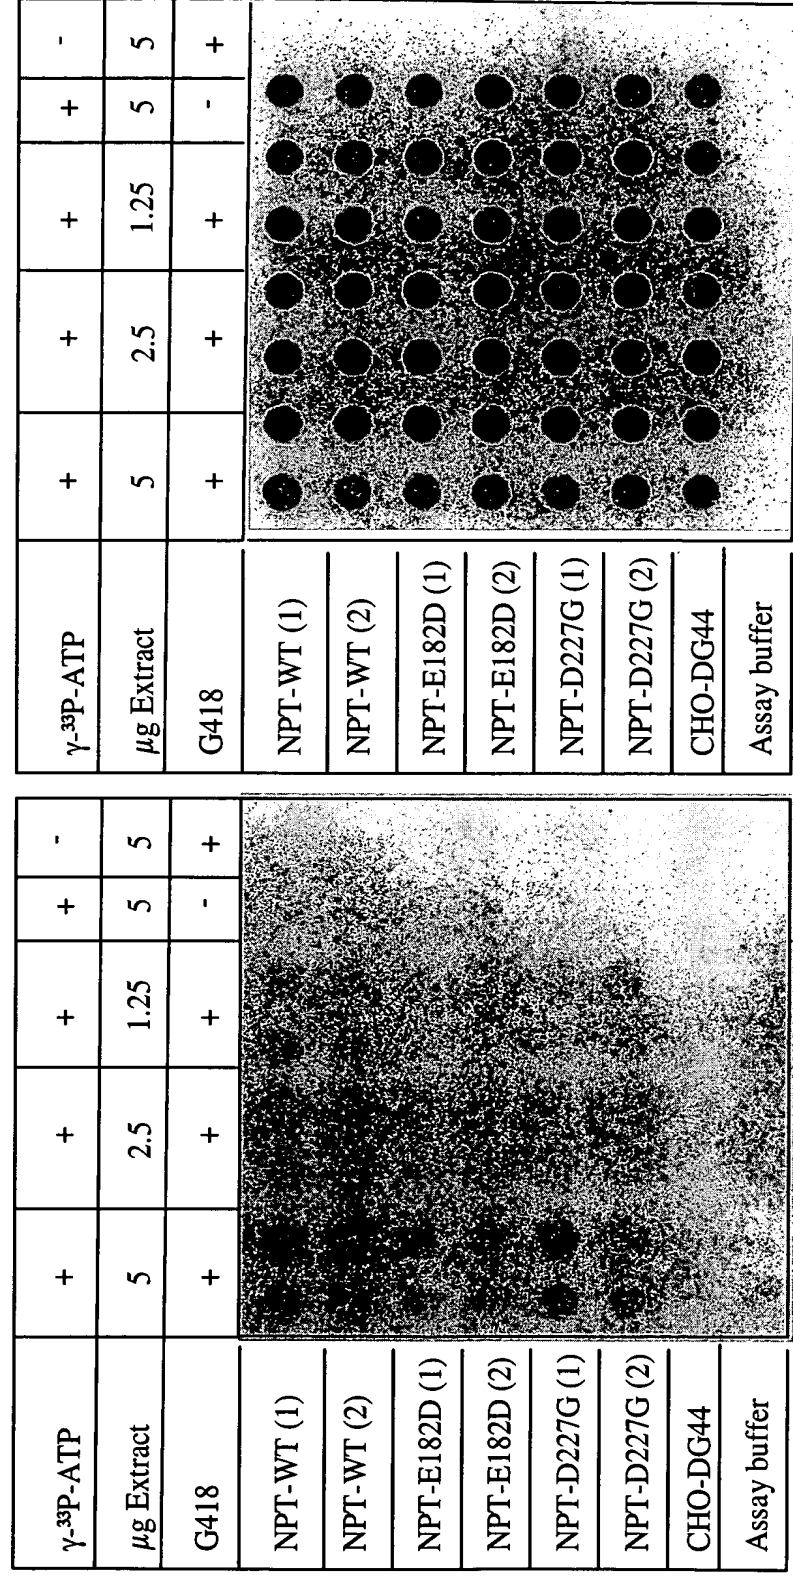 γ-³³P-ATP + + + + -
μg Extract 5 2.5 1.25 5 5
G418 + + + - +
NPT-WT (1)
NPT-WT (2)
NPT-E182D (1)
NPT-E182D (2)
NPT-D227G (1)
NPT-D227G (2)
CHO-DG44
Assay buffer
γ-³³P-ATP + + + + -
μg Extract 5 2.5 1.25 5 5
G418 + + + - +
NPT-WT (1)
NPT-WT (2)
NPT-E182D (1)
NPT-E182D (2)
NPT-D227G (1)
NPT-D227G (2)
CHO-DG44
Assay buffer